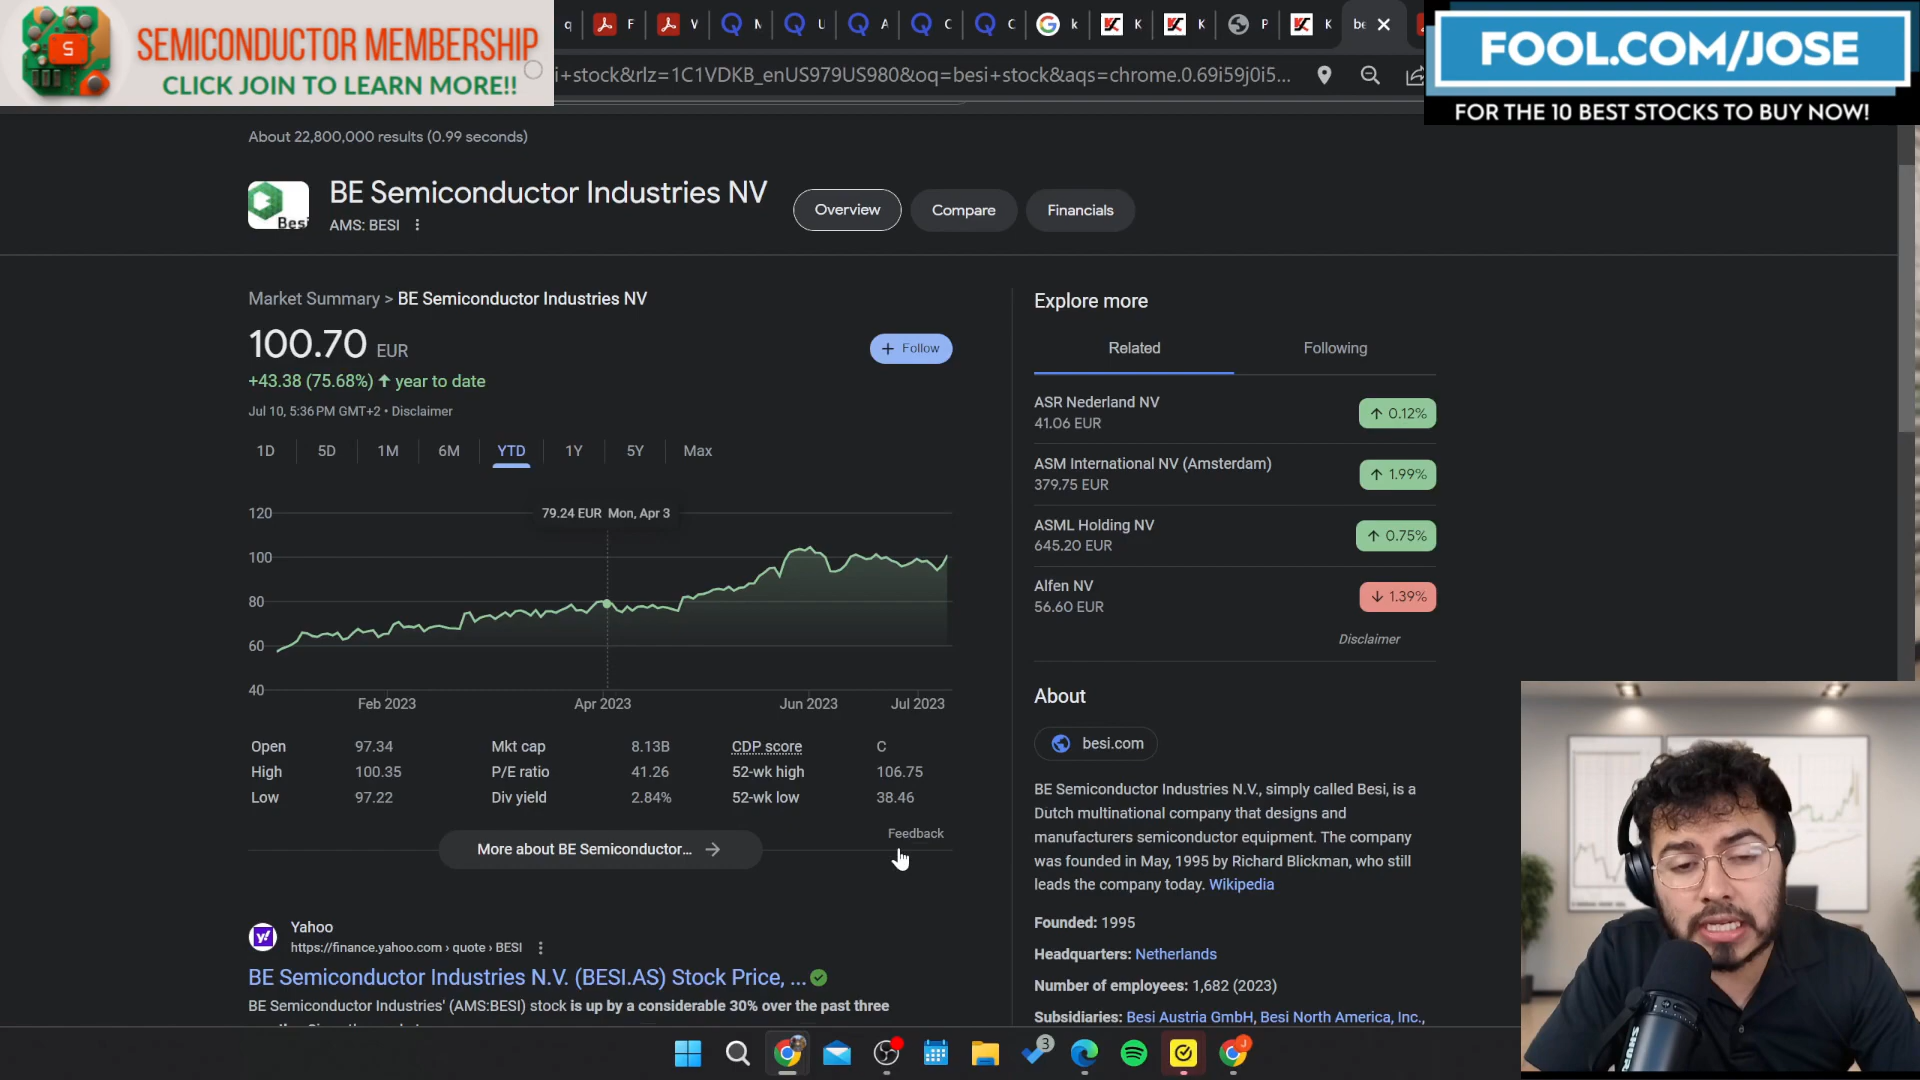 SEMICONDUCTOR MEMBERSHIP
CLICK JOIN TO LEARN MORE!!
S
q
F
V
M
U
A
C
C
k
K
K
P
K
be
i+stock&rlz=1C1VDKB_enUS979US980&oq=besi+stock&aqs=chrome.0.69i59j0i5...
FOOL.COM/JOSE
FOR THE 10 BEST STOCKS TO BUY NOW!
About 22,800,000 results (0.99 seconds)
Besi
BE Semiconductor Industries NV
AMS: BESI
Overview
Compare
Financials
Market Summary > BE Semiconductor Industries NV
100.70 EUR
+43.38 (75.68%) ↑ year to date
Jul 10, 5:36 PM GMT+2 • Disclaimer
+ Follow
1D
5D
1M
6M
YTD
1Y
5Y
Max
79.24 EUR Mon, Apr 3
120
100
80
60
40
Feb 2023
Apr 2023
Jun 2023
Jul 2023
Open 97.34 Mkt cap 8.13B CDP score C
High 100.35 P/E ratio 41.26 52-wk high 106.75
Low 97.22 Div yield 2.84% 52-wk low 38.46
Feedback
More about BE Semiconductor... →
Yahoo
https://finance.yahoo.com › quote › BESI
BE Semiconductor Industries N.V. (BESI.AS) Stock Price, ...
BE Semiconductor Industries' (AMS:BESI) stock is up by a considerable 30% over the past three
Explore more
Related
Following
ASR Nederland NV
41.06 EUR
↑ 0.12%
ASM International NV (Amsterdam)
379.75 EUR
↑ 1.99%
ASML Holding NV
645.20 EUR
↑ 0.75%
Alfen NV
56.60 EUR
↓ 1.39%
Disclaimer
About
besi.com
BE Semiconductor Industries N.V., simply called Besi, is a
Dutch multinational company that designs and
manufactures semiconductor equipment. The company
was founded in May, 1995 by Richard Blickman, who still
leads the company today. Wikipedia
Founded: 1995
Headquarters: Netherlands
Number of employees: 1,682 (2023)
Subsidiaries: Besi Austria GmbH, Besi North America, Inc.,
3
J